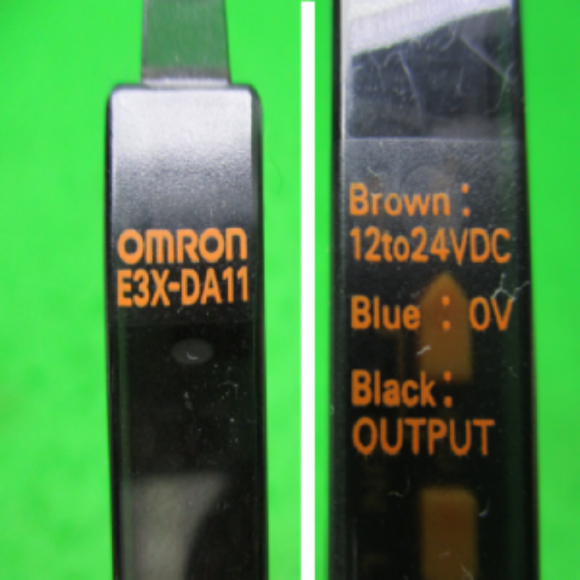 OMRON
E3X-DA11
Brown :
12to24VDC
Blue : 0V
Black:
OUTPUT